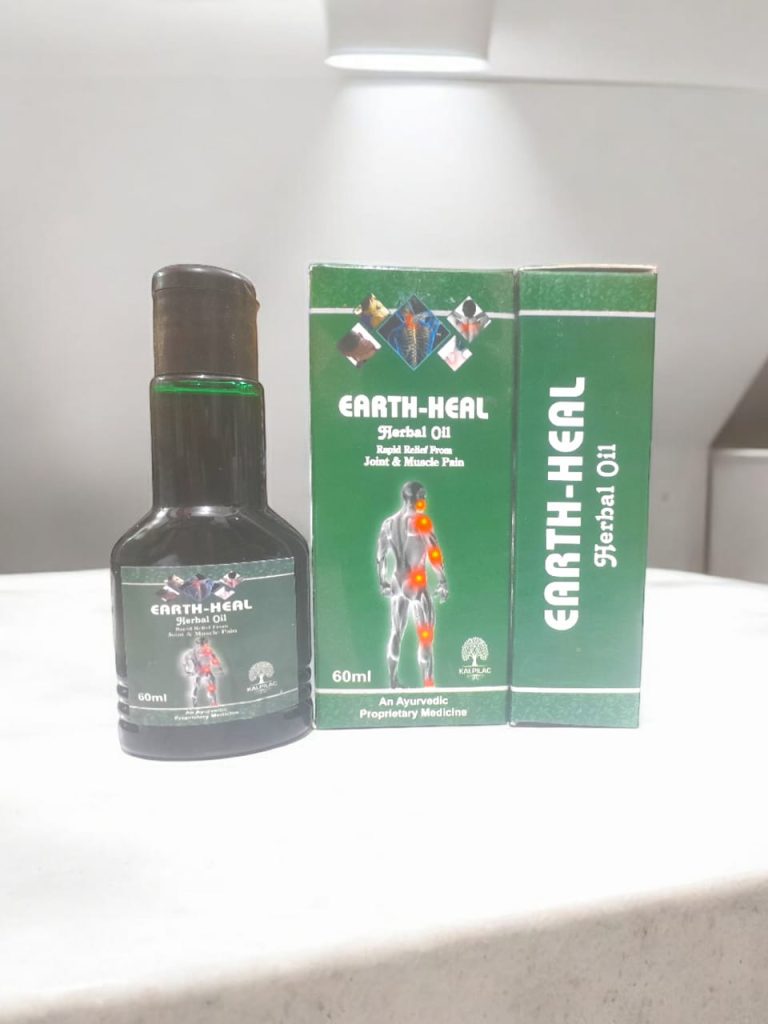 EARTH-HEAL
Herbal Oil
Rapid Relief From
Joint & Muscle Pain
60ml
KALPILAC
An Ayurvedic
Proprietary Medicine
EARTH-HEAL
Herbal Oil
Rapid Relief From
Joint & Muscle Pain
60ml
KALPILAC
An Ayurvedic
Proprietary Medicine
EARTH-HEAL
Herbal Oil